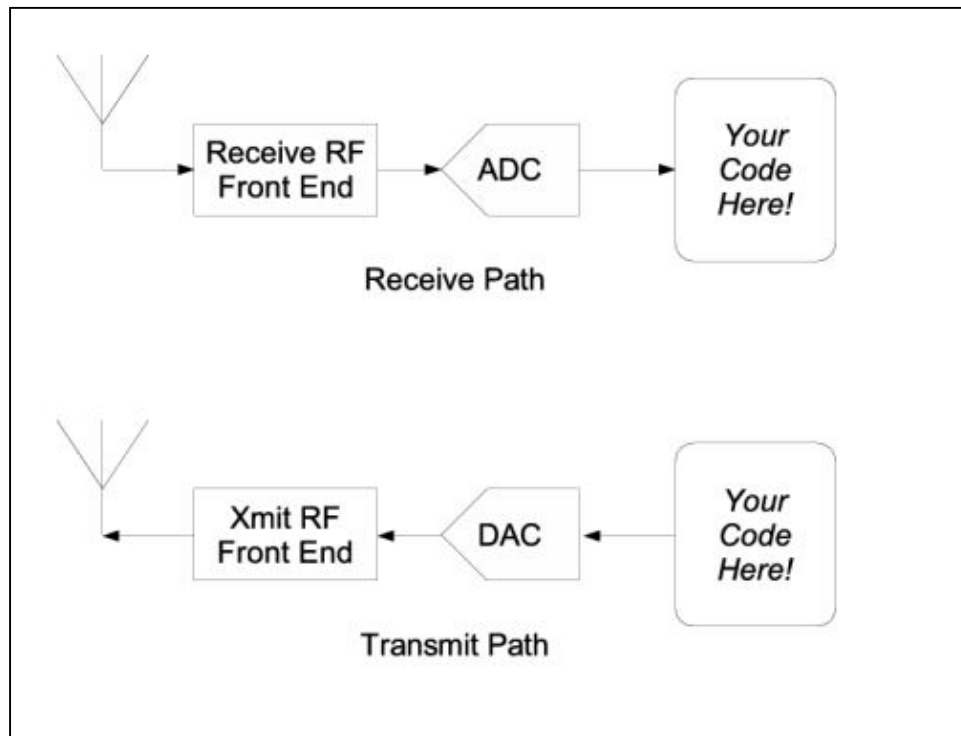 Receive RF
Front End
ADC
Your
Code
Here!
Receive Path
Xmit RF
Front End
DAC
Your
Code
Here!
Transmit Path